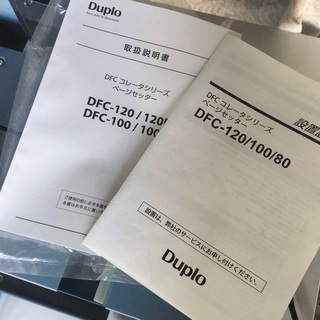 Duplo
取扱説明書
DFC コレータシリーズ
ページセッター
DFC-120 / 120
DFC-100 / 100
設置
DFC コレータシリーズ
ページセッター
DFC-120/100/80
設置は、弊社のサービスにお申し付けください。
Duplo